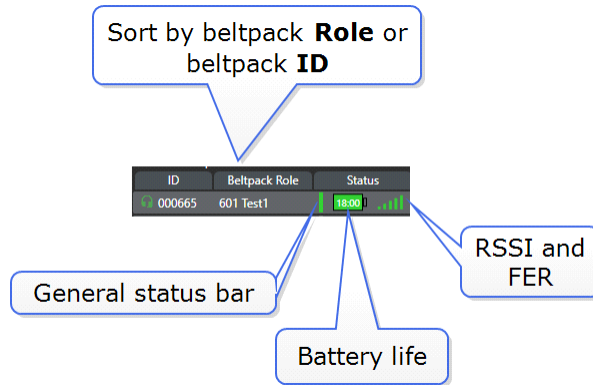 Sort by beltpack Role or
beltpack ID
ID Beltpack Role Status
000665 601 Test1 18:00
RSSI and
FER
General status bar
Battery life